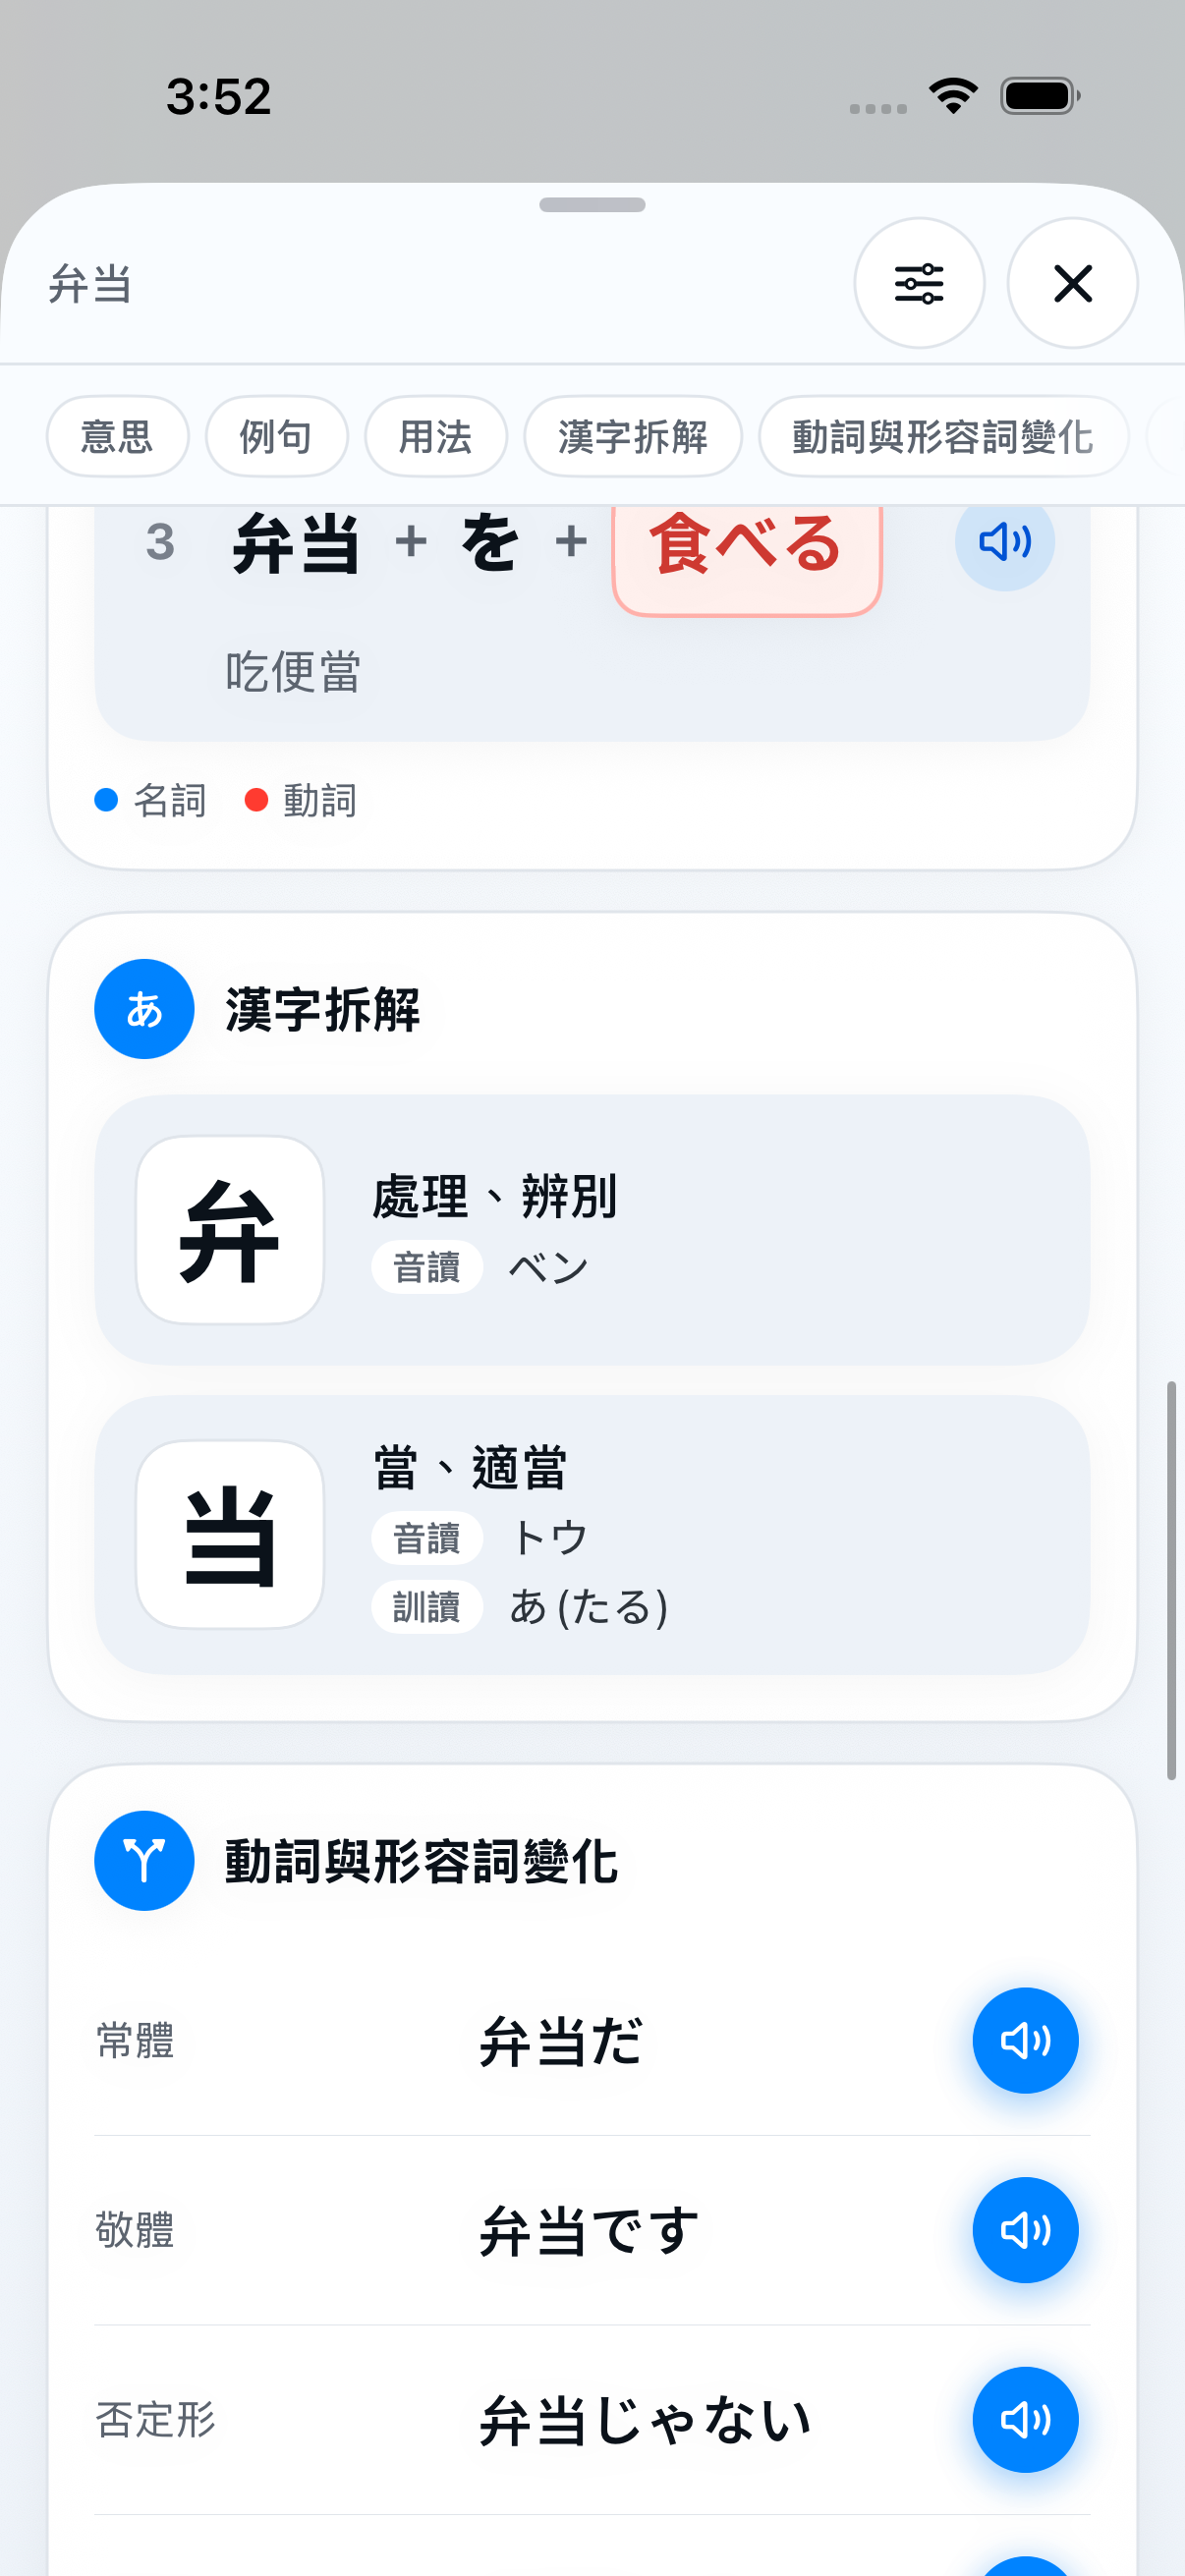 3:52
弁当
意思 例句 用法 漢字拆解 動詞與形容詞變化
3 弁当 + を + 食べる
吃便當
名詞 動詞
あ 漢字拆解
弁
處理、辨別
音讀 ベン
当
當、適當
音讀 トウ
訓讀 あ (たる)
動詞與形容詞變化
常體 弁当だ
敬體 弁当です
否定形 弁当じゃない